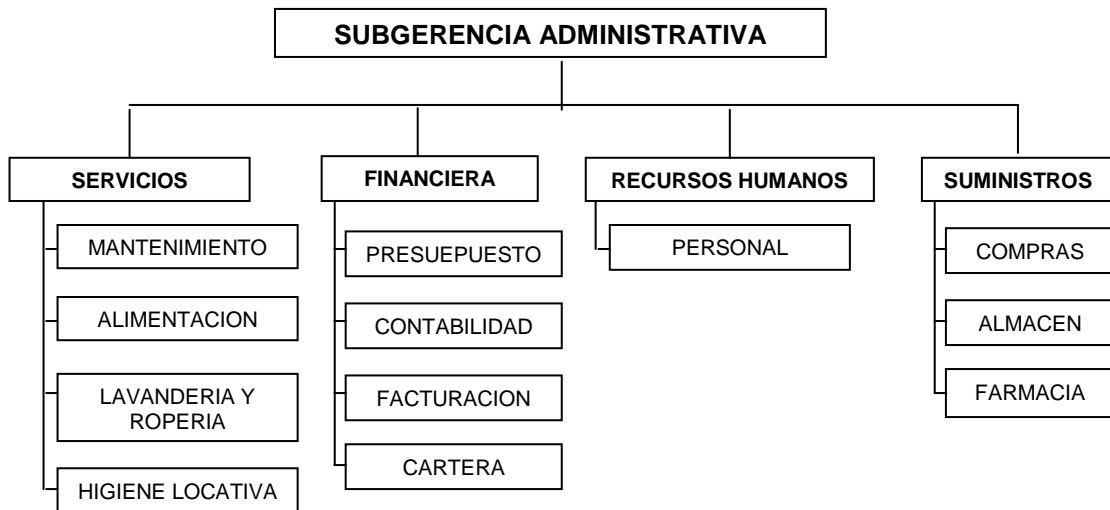 SUBGERENCIA ADMINISTRATIVA
SERVICIOS
MANTENIMIENTO
ALIMENTACION
LAVANDERIA Y
ROPERIA
HIGIENE LOCATIVA
FINANCIERA
PRESUEPUESTO
CONTABILIDAD
FACTURACION
CARTERA
RECURSOS HUMANOS
PERSONAL
SUMINISTROS
COMPRAS
ALMACEN
FARMACIA